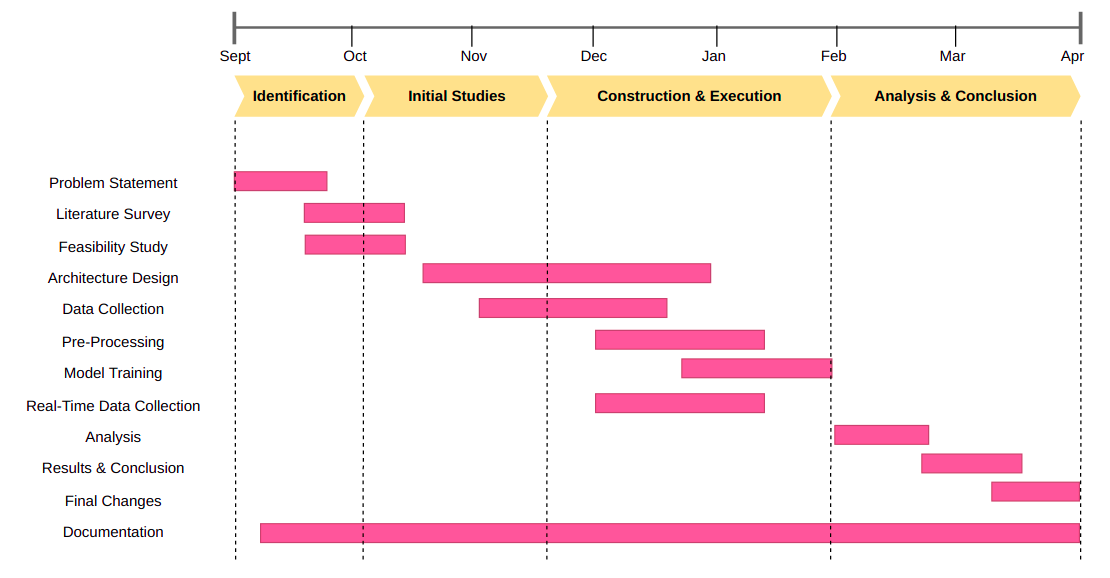 Sept Oct Nov Dec Jan Feb Mar Apr
Identification Initial Studies Construction & Execution Analysis & Conclusion
Problem Statement
Literature Survey
Feasibility Study
Architecture Design
Data Collection
Pre-Processing
Model Training
Real-Time Data Collection
Analysis
Results & Conclusion
Final Changes
Documentation